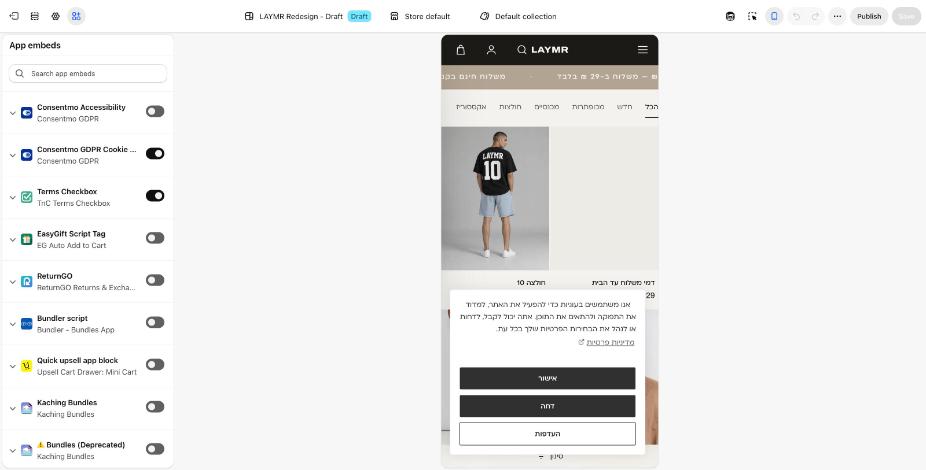 LAYMR Redesign - Draft Draft
Store default
Default collection
Publish
Save
App embeds
Search app embeds
Consentmo Accessibility
Consentmo GDPR
Consentmo GDPR Cookie ...
Consentmo GDPR
Terms Checkbox
TnC Terms Checkbox
EasyGift Script Tag
EG Auto Add to Cart
ReturnGO
ReturnGO Returns & Excha...
Bundler script
Bundler - Bundles App
Quick upsell app block
Upsell Cart Drawer: Mini Cart
Kaching Bundles
Kaching Bundles
⚠️ Bundles (Deprecated)
Kaching Bundles
LAYMR
₪ — משלוח ב-29 ₪ בלבד · משלוח חינם בקנ
הכל חדש מכופתרות מכנסיים חולצות אקסטוריז
LAYMR
10
דמי משלוח עד הבית
29
חולצה 10
אנו משתמשים בעוגיות כדי להפעיל את האתר, למדוד
את התפוקה ולהתאים את התוכן. אתה יכול לקבל, לדחות
או לנהל את הבחירות הפרטיות שלך בכל עת.
מדיניות פרטיות
אישור
דחה
העדפות
סינון